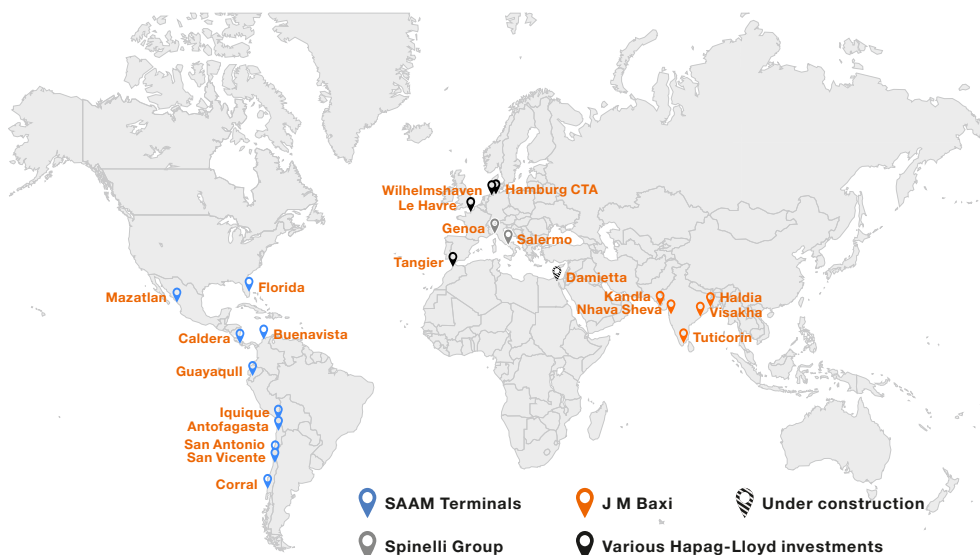 Wilhelmshaven
Hamburg CTA
Le Havre
Genoa
Salermo
Tangier
Damietta
Florida
Mazatlan
Kandla
Haldia
Nhava Sheva
Visakha
Buenavista
Caldera
Tuticorin
Guayaqull
Iquique
Antofagasta
San Antonio
San Vicente
Corral
SAAM Terminals
J M Baxi
Under construction
Spinelli Group
Various Hapag-Lloyd investments